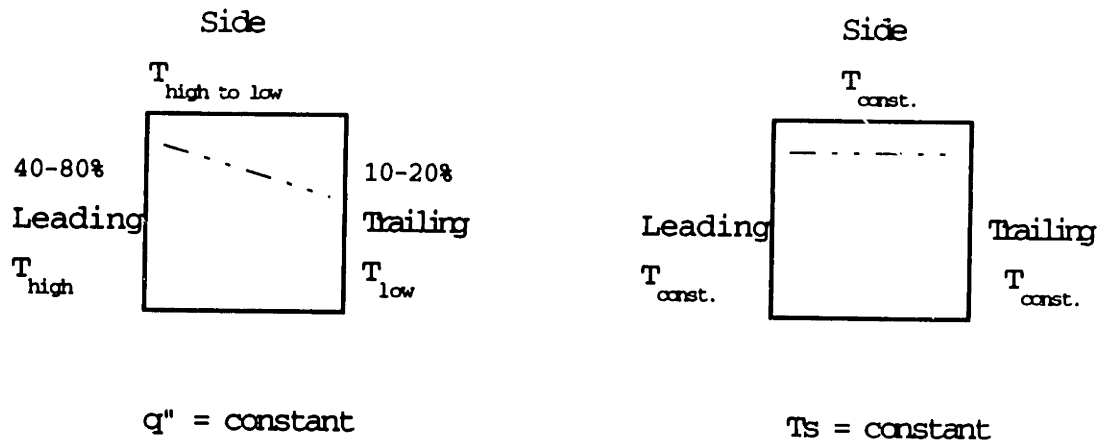 Side
T high to low
40-80%
10-20%
Leading
Trailing
T high
T low
q" = constant
Side
T const.
Leading
Trailing
T const.
T const.
Ts = constant